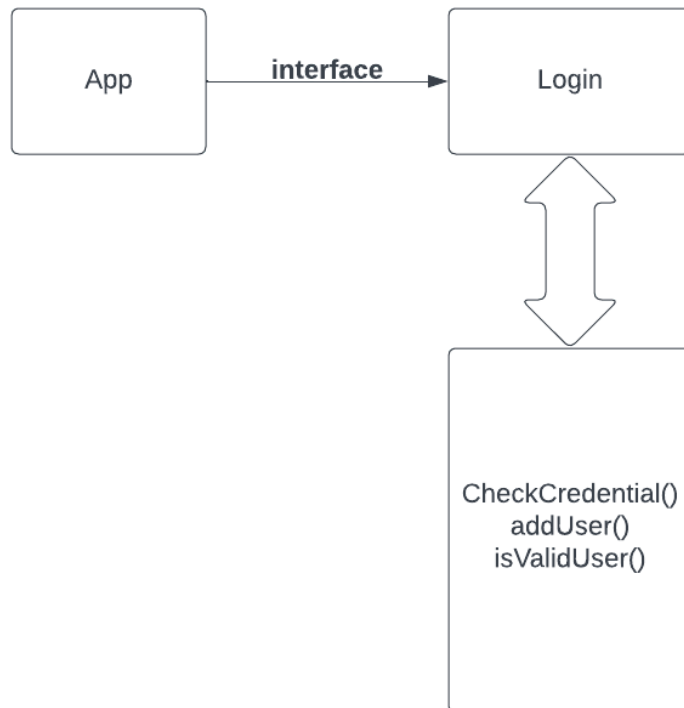 App
interface
Login
CheckCredential()
addUser()
isValidUser()